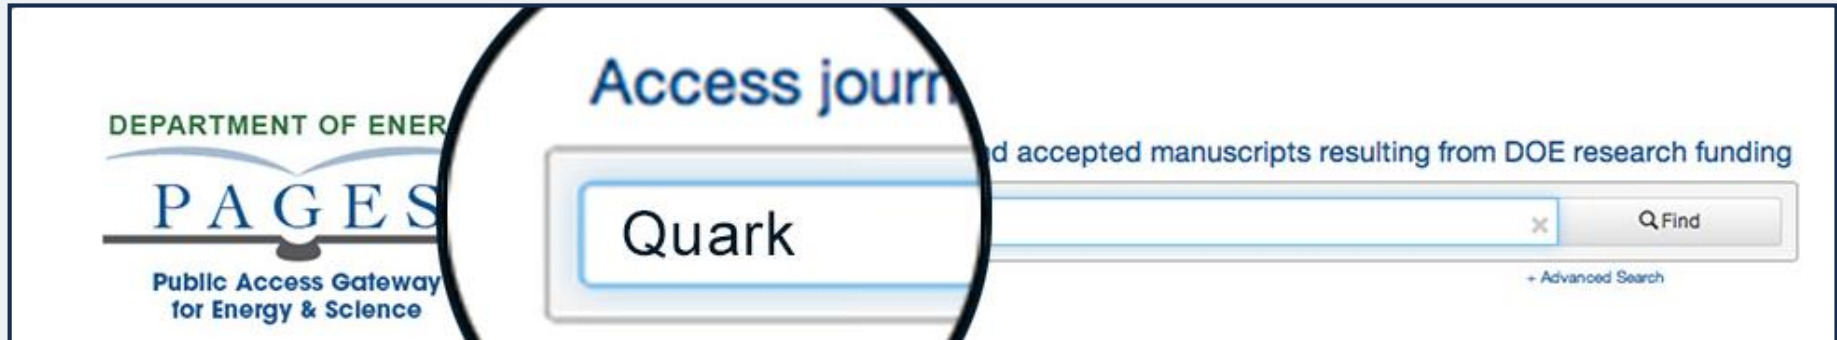 DEPARTMENT OF ENER
PAGES
Public Access Gateway
for Energy & Science
Access journ
d accepted manuscripts resulting from DOE research funding
Quark
× Find
+ Advanced Search